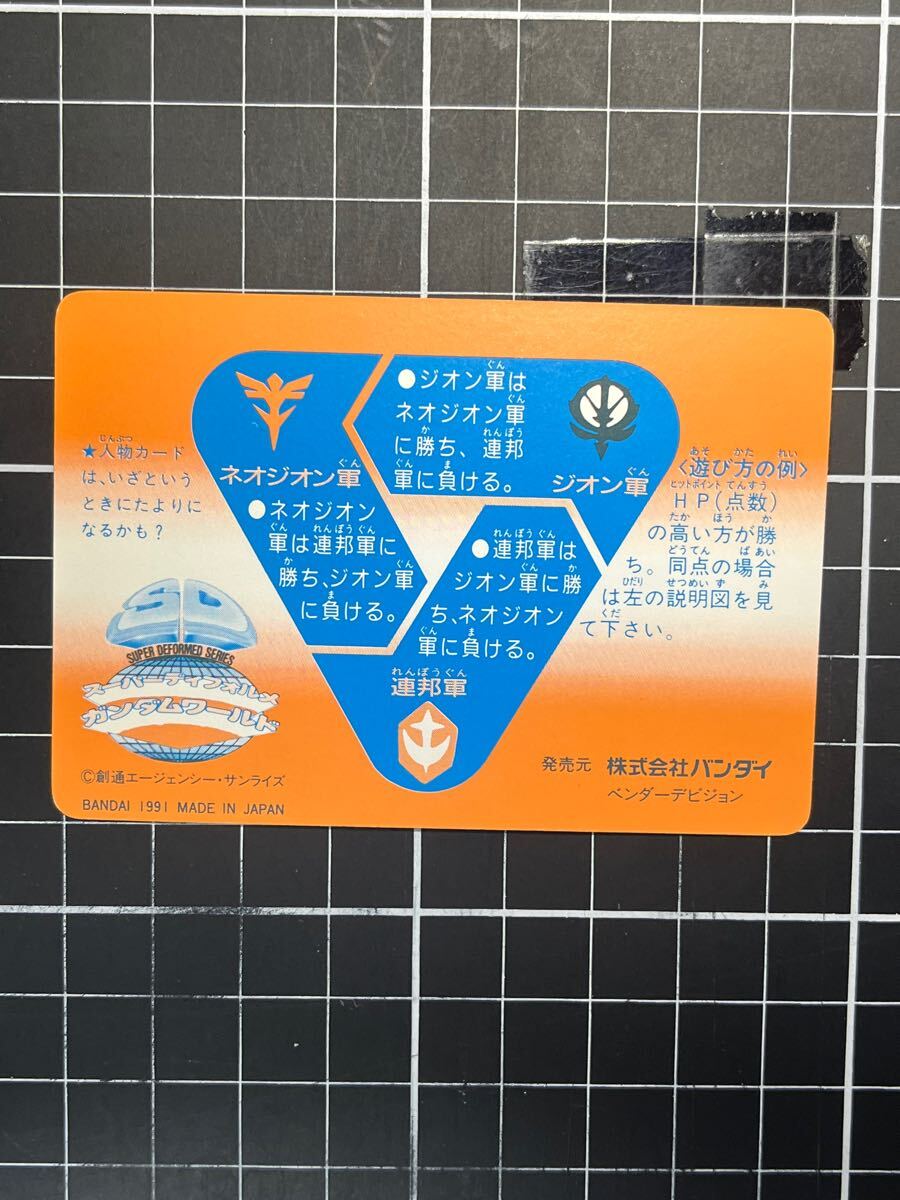 ★人物カード
は、いざという
ときにたよりに
なるかも？
ネオジオン軍
●ネオジオン
軍は連邦軍に
勝ち、ジオン軍
に負ける。
●ジオン軍は
ネオジオン軍
に勝ち、連邦
軍に負ける。
ジオン軍
●連邦軍は
ジオン軍に勝
ち、ネオジオン
軍に負ける。
連邦軍
〈遊び方の例〉
HP(点数)
の高い方が勝
ち。同点の場合
は左の説明図を見
て下さい。
SD
SUPER DEFORMED SERIES
スーパーディフォルメ
ガンダムワールド
©創通エージェンシー・サンライズ
BANDAI 1991 MADE IN JAPAN
発売元 株式会社バンダイ
ベンダーデビジョン